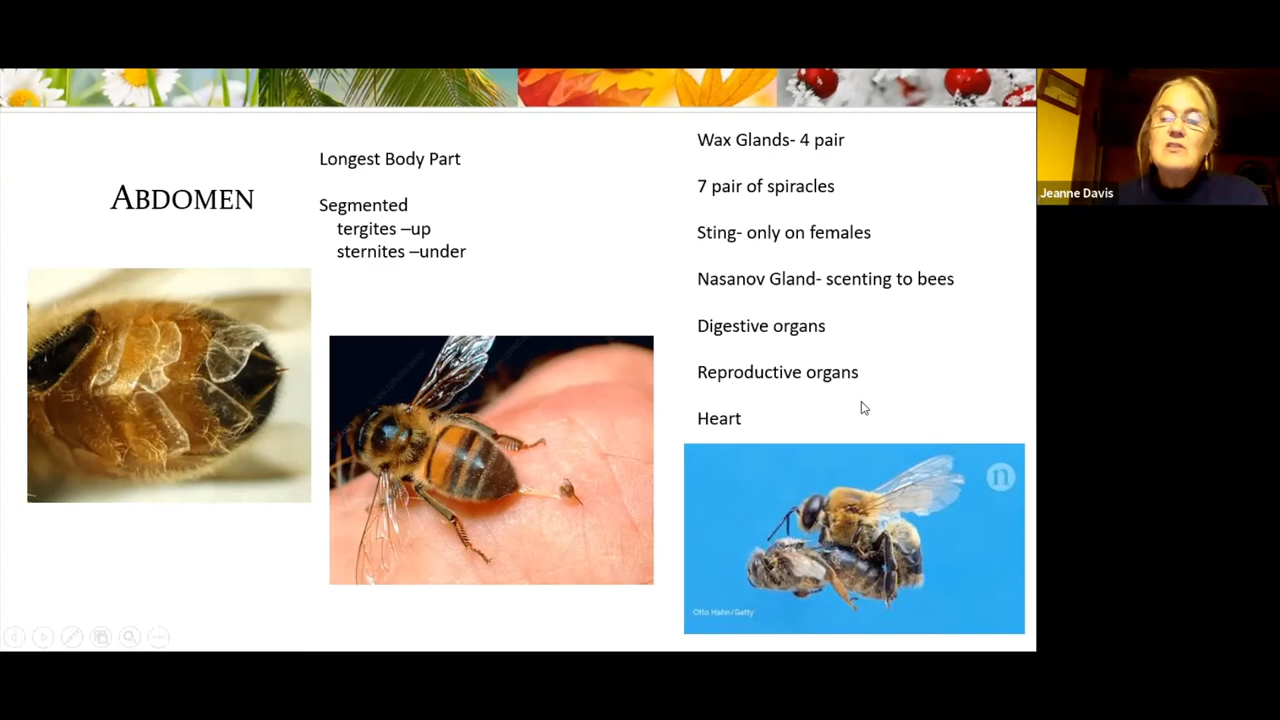 ABDOMEN
Longest Body Part
Segmented
tergites –up
sternites –under
Wax Glands- 4 pair
7 pair of spiracles
Sting- only on females
Nasanov Gland- scenting to bees
Digestive organs
Reproductive organs
Heart
n
Otto Hahn/Getty
Jeanne Davis